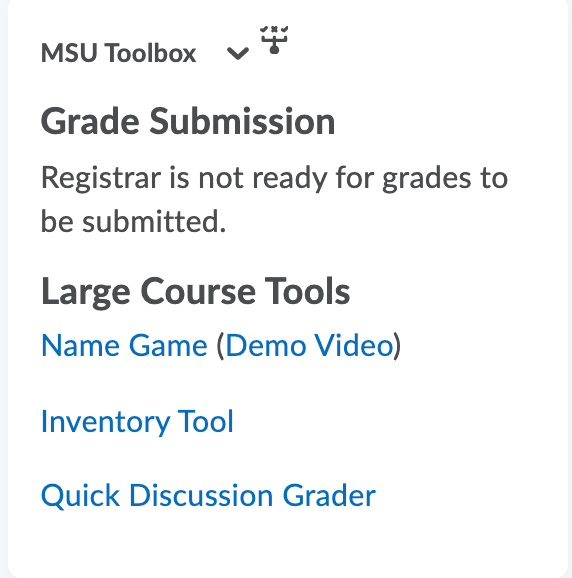 MSU Toolbox
Grade Submission
Registrar is not ready for grades to
be submitted.
Large Course Tools
Name Game (Demo Video)
Inventory Tool
Quick Discussion Grader